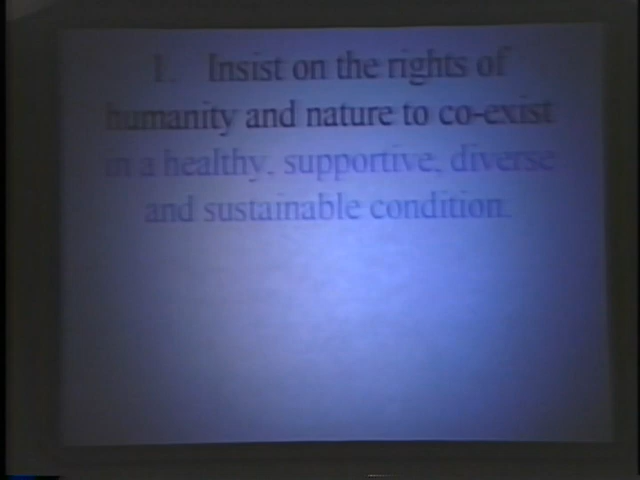 1. Insist on the rights of
humanity and nature to co-exist
in a healthy, supportive, diverse
and sustainable condition.